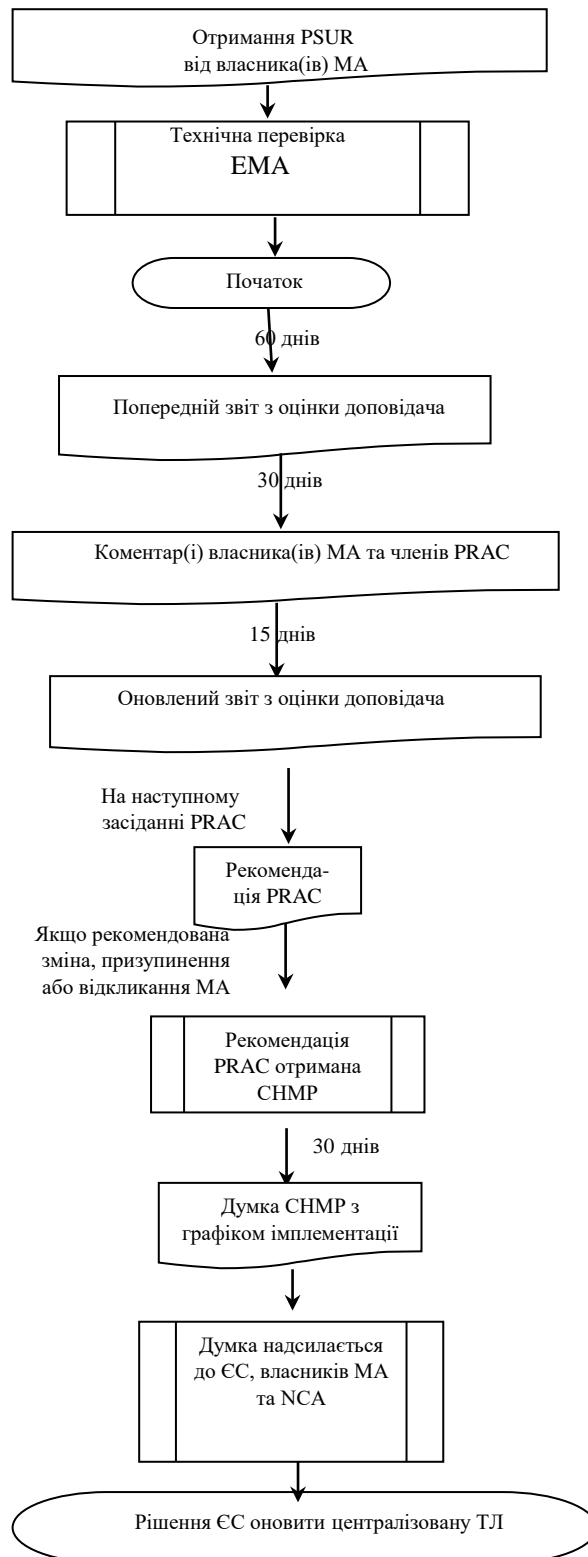 Отримання PSUR
від власника(ів) МА
Технічна перевірка
ЕМА
Початок
60 днів
Попередній звіт з оцінки доповідача
30 днів
Коментар(і) власника(ів) МА та членів PRAC
15 днів
Оновлений звіт з оцінки доповідача
На наступному
засіданні PRAC
Рекоменда-
ція PRAC
Якщо рекомендована
зміна, призупинення
або відкликання МА
Рекомендація
PRAC отримана
CHMP
30 днів
Думка CHMP з
графіком імплементації
Думка надсилається
до ЄС, власників МА
та NCA
Рішення ЄС оновити централізовану ТЛ